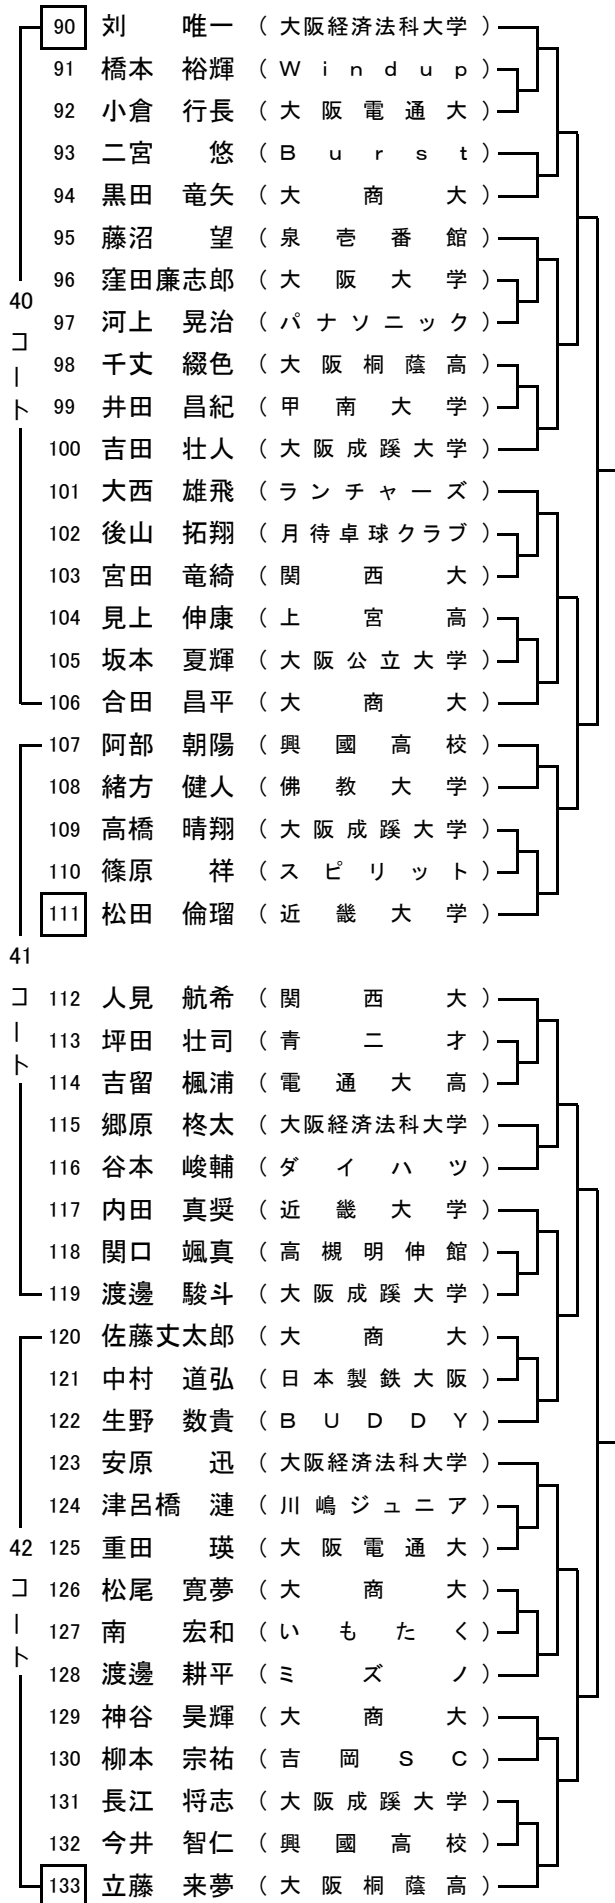 90 刘 唯一 (大阪経済法科大学)
91 橋本 裕輝 (Windup)
92 小倉 行長 (大阪電通大)
93 二宮 悠 (Burst)
94 黒田 竜矢 (大商大)
95 藤沼 望 (泉壱番館)
96 窪田廉志郎 (大阪大学)
97 河上 晃治 (パナソニック)
98 千丈 綴色 (大阪桐蔭高)
99 井田 昌紀 (甲南大学)
100 吉田 壮人 (大阪成蹊大学)
101 大西 雄飛 (ランチャーズ)
102 後山 拓翔 (月待卓球クラブ)
103 宮田 竜綺 (関西大)
104 見上 伸康 (上宮高)
105 坂本 夏輝 (大阪公立大学)
106 合田 昌平 (大商大)
40コート
107 阿部 朝陽 (興國高校)
108 緒方 健人 (佛教大学)
109 高橋 晴翔 (大阪成蹊大学)
110 篠原 祥 (スピリット)
111 松田 倫瑠 (近畿大学)
112 人見 航希 (関西大)
113 坪田 壮司 (青二才)
114 吉留 楓浦 (電通大高)
115 郷原 柊太 (大阪経済法科大学)
116 谷本 峻輔 (ダイハツ)
117 内田 真奨 (近畿大学)
118 関口 颯真 (高槻明伸館)
119 渡邊 駿斗 (大阪成蹊大学)
41コート
120 佐藤丈太郎 (大商大)
121 中村 道弘 (日本製鉄大阪)
122 生野 数貴 (BUDDY)
123 安原 迅 (大阪経済法科大学)
124 津呂橋 漣 (川嶋ジュニア)
125 重田 瑛 (大阪電通大)
126 松尾 寛夢 (大商大)
127 南 宏和 (いもたく)
128 渡邊 耕平 (ミズノ)
129 神谷 昊輝 (大商大)
130 柳本 宗祐 (吉岡SC)
131 長江 将志 (大阪成蹊大学)
132 今井 智仁 (興國高校)
133 立藤 来夢 (大阪桐蔭高)
42コート